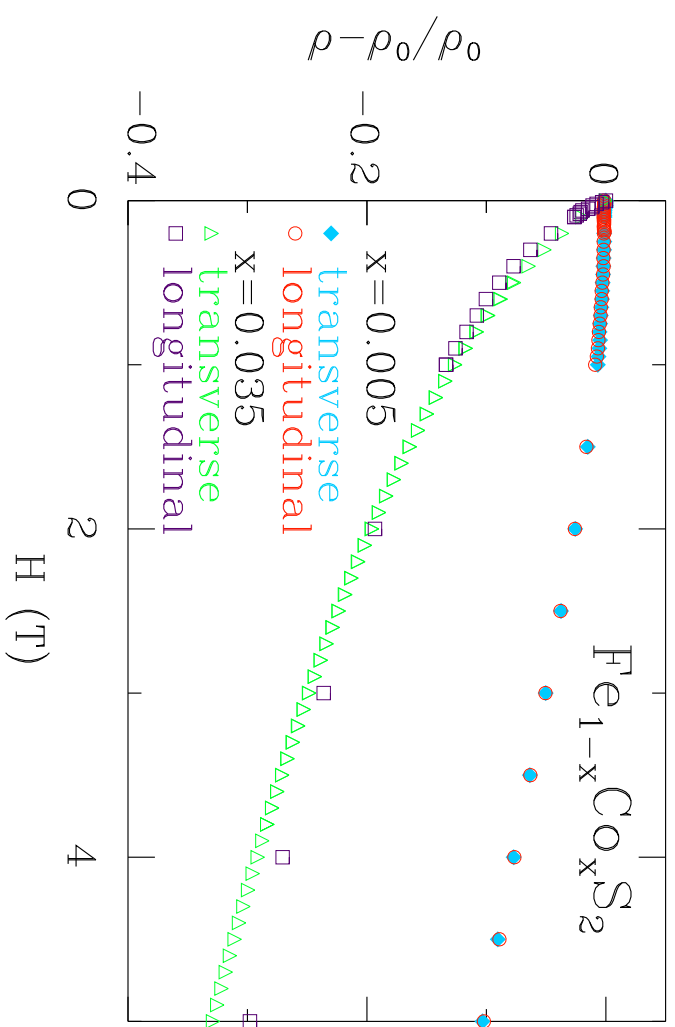 Fe₁₋ₓCoₓS₂
ρ−ρ₀/ρ₀
0
−0.2
−0.4
x=0.005
transverse
longitudinal
x=0.035
transverse
longitudinal
0 2 4
H (T)